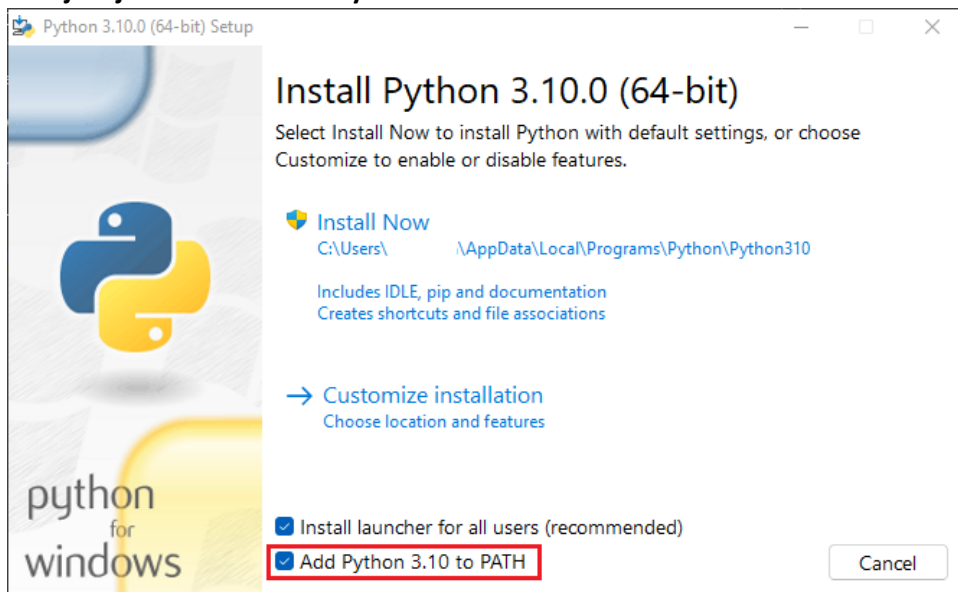 Python 3.10.0 (64-bit) Setup
Install Python 3.10.0 (64-bit)
Select Install Now to install Python with default settings, or choose
Customize to enable or disable features.
Install Now
C:\Users\ \AppData\Local\Programs\Python\Python310
Includes IDLE, pip and documentation
Creates shortcuts and file associations
Customize installation
Choose location and features
python
for
windows
Install launcher for all users (recommended)
Add Python 3.10 to PATH
Cancel